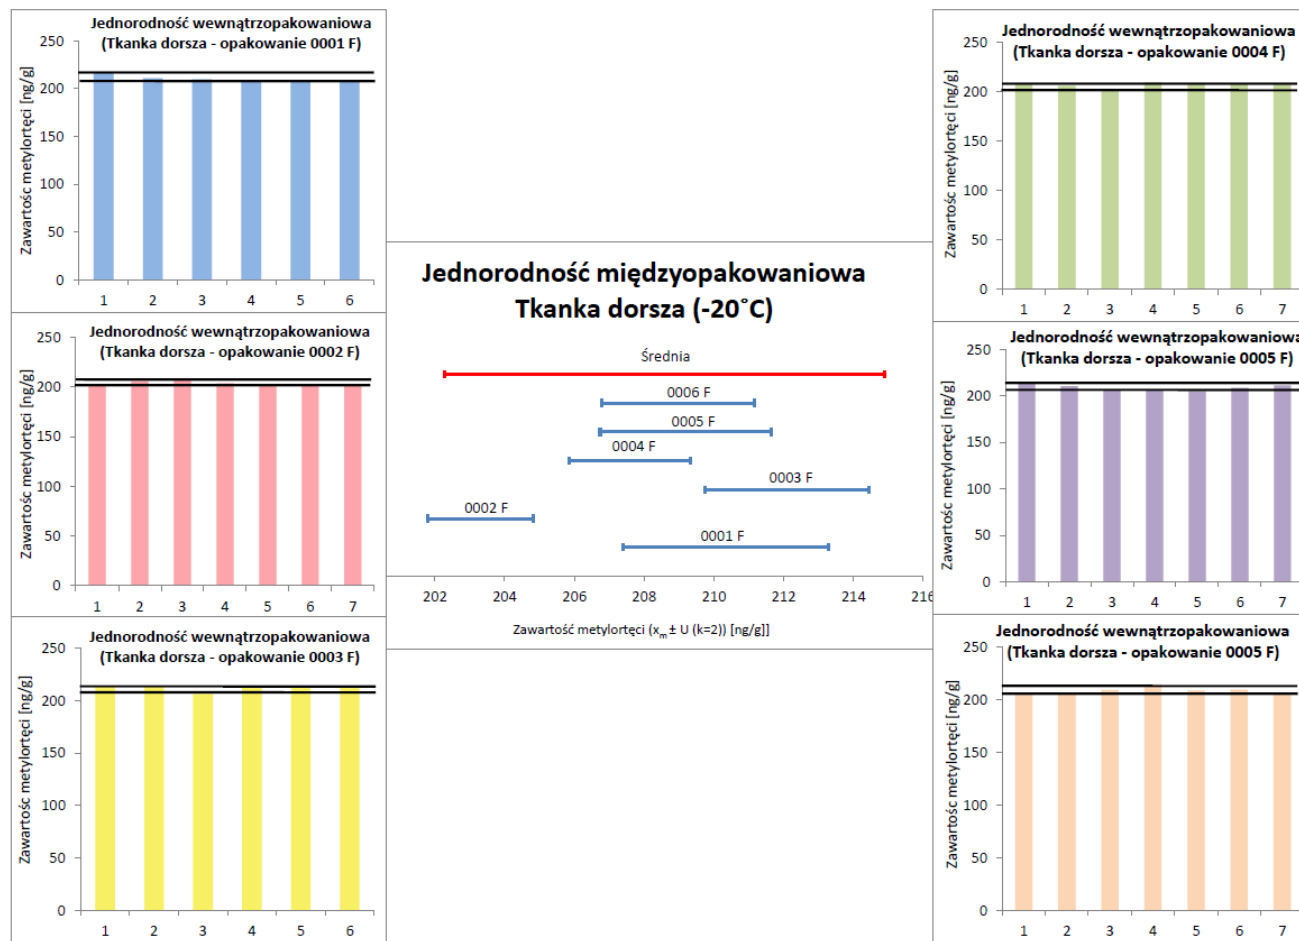 Jednorodność wewnątrzopakowaniowa
(Tkanka dorsza - opakowanie 0001 F)
Zawartośc metylortęci [ng/g]
250
200
150
100
50
0
1 2 3 4 5 6
Jednorodność wewnątrzopakowaniowa
(Tkanka dorsza - opakowanie 0002 F)
Zawartośc metylortęci [ng/g]
250
200
150
100
50
0
1 2 3 4 5 6 7
Jednorodność wewnątrzopakowaniowa
(Tkanka dorsza - opakowanie 0003 F)
Zawartośc metylortęci [ng/g]
250
200
150
100
50
0
1 2 3 4 5 6
Jednorodność międzyopakowaniowa
Tkanka dorsza (-20°C)
Średnia
0006 F
0005 F
0004 F
0003 F
0002 F
0001 F
202 204 206 208 210 212 214 216
Zawartość metylortęci (xm ± U (k=2)) [ng/g]]
Jednorodność wewnątrzopakowaniowa
(Tkanka dorsza - opakowanie 0004 F)
Zawartośc metylortęci [ng/g]
250
200
150
100
50
0
1 2 3 4 5 6 7
Jednorodność wewnątrzopakowaniowa
(Tkanka dorsza - opakowanie 0005 F)
Zawartośc metylortęci [ng/g]
250
200
150
100
50
0
1 2 3 4 5 6 7
Jednorodność wewnątrzopakowaniowa
(Tkanka dorsza - opakowanie 0005 F)
Zawartośc metylortęci [ng/g]
250
200
150
100
50
0
1 2 3 4 5 6 7